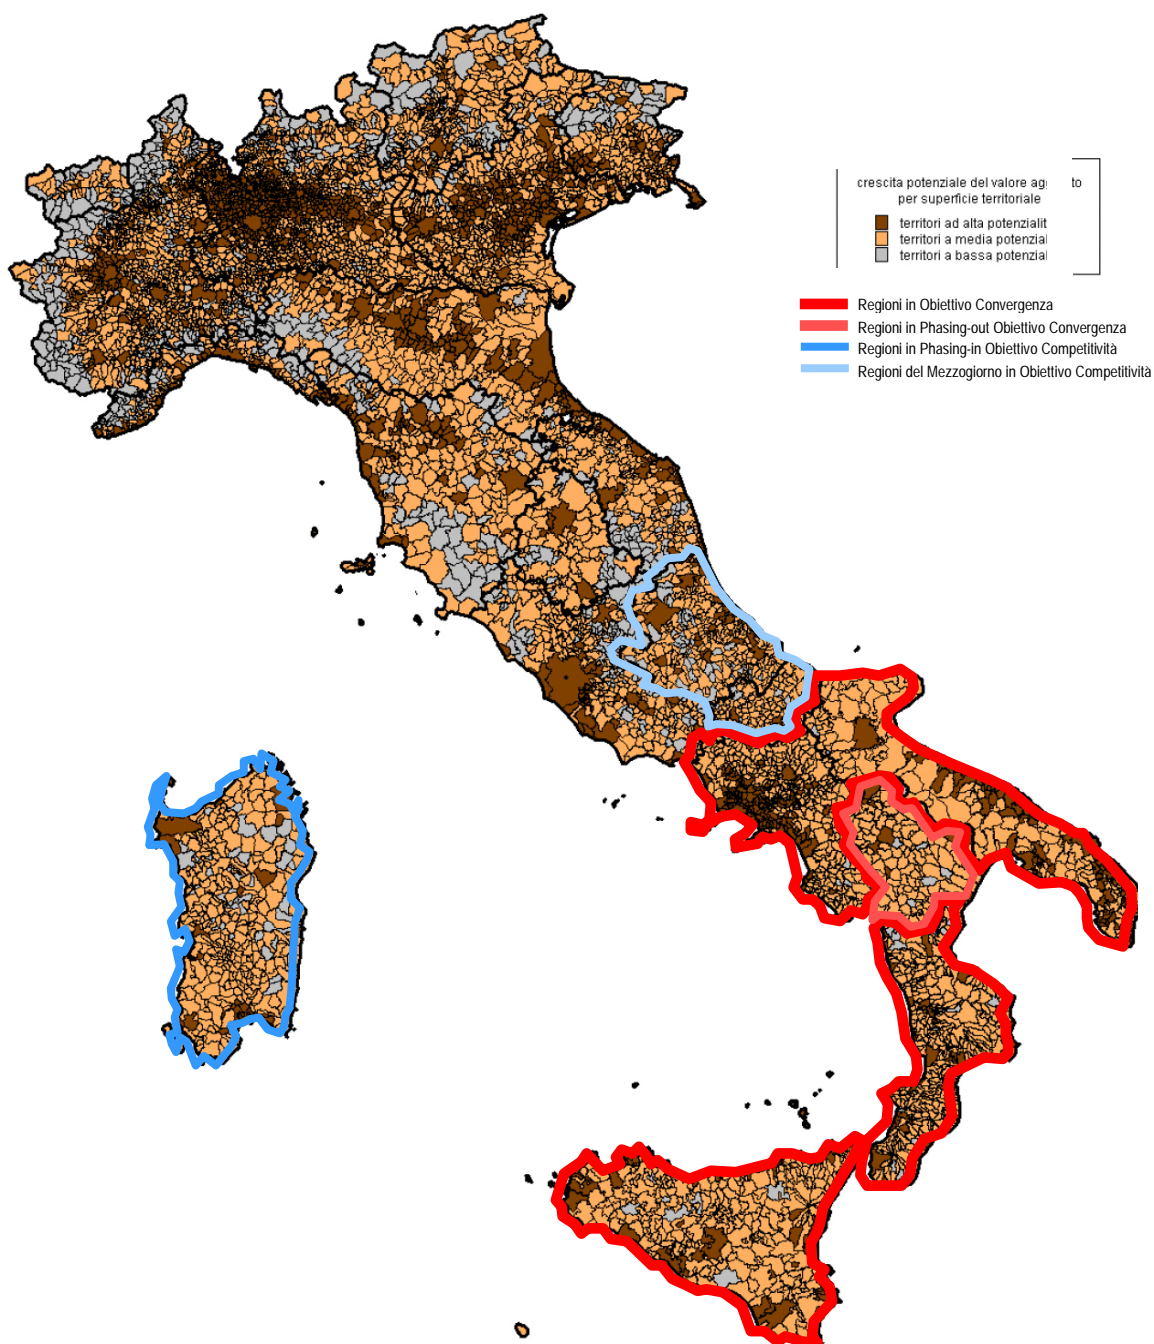 crescita potenziale del valore ag to
per superficie territoriale
territori ad alta potenzialit
territori a media potenzial
territori a bassa potenzial
Regioni in Obiettivo Convergenza
Regioni in Phasing-out Obiettivo Convergenza
Regioni in Phasing-in Obiettivo Competitività
Regioni del Mezzogiorno in Obiettivo Competitività